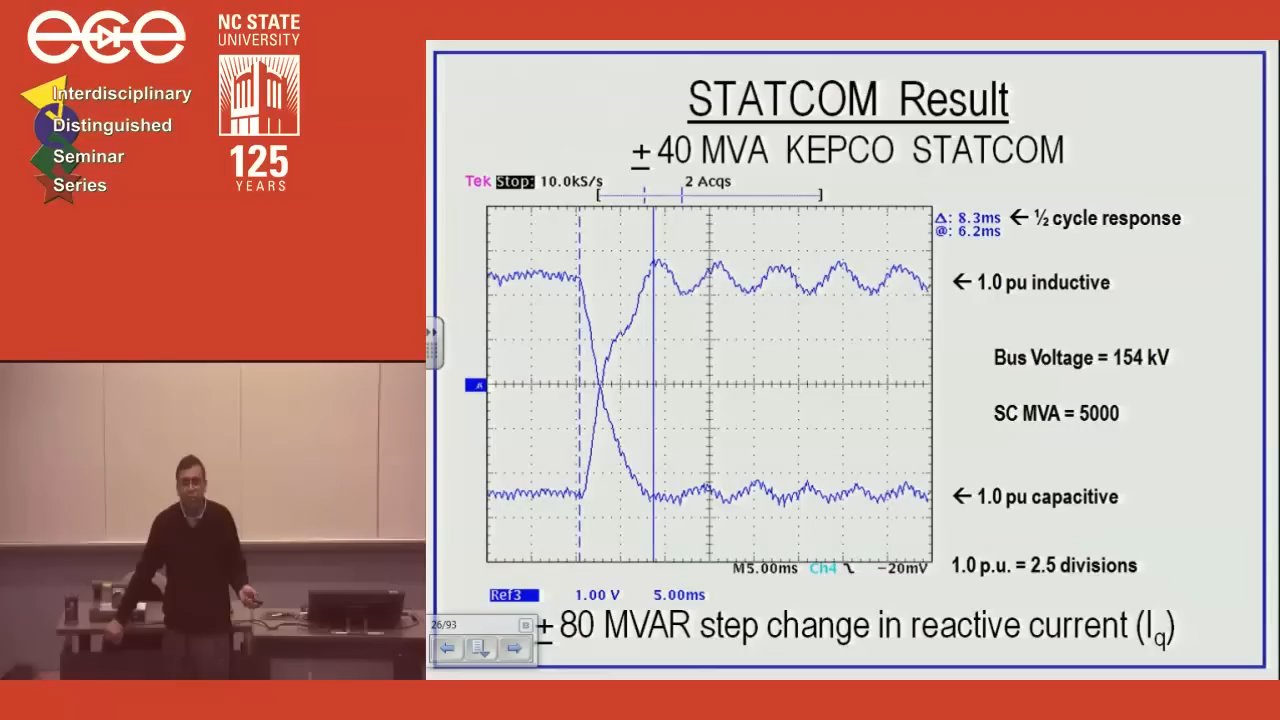 ece
NC STATE
UNIVERSITY
125
YEARS
Interdisciplinary
Distinguished
Seminar
Series
STATCOM Result
+ 40 MVA KEPCO STATCOM
Tek Stop: 10.0kS/s 2 Acqs
Δ: 8.3ms ← ½ cycle response
@: 6.2ms
← 1.0 pu inductive
Bus Voltage = 154 kV
SC MVA = 5000
← 1.0 pu capacitive
M5.00ms Ch4 -20mV
1.0 p.u. = 2.5 divisions
Ref3 1.00 V 5.00ms
+ 80 MVAR step change in reactive current (Iq)
26/93